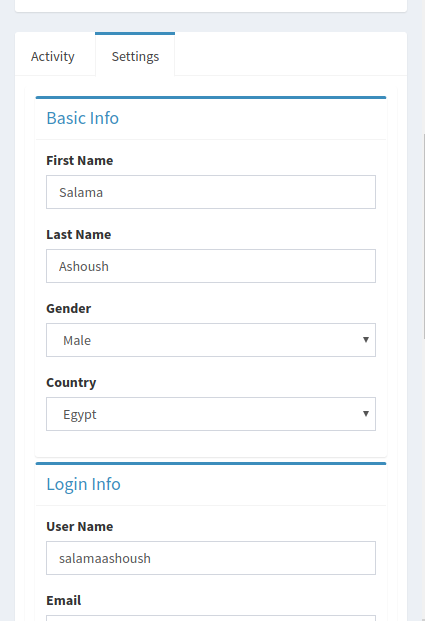 Activity
Settings
Basic Info
First Name
Salama
Last Name
Ashoush
Gender
Male
Country
Egypt
Login Info
User Name
salamaashoush
Email